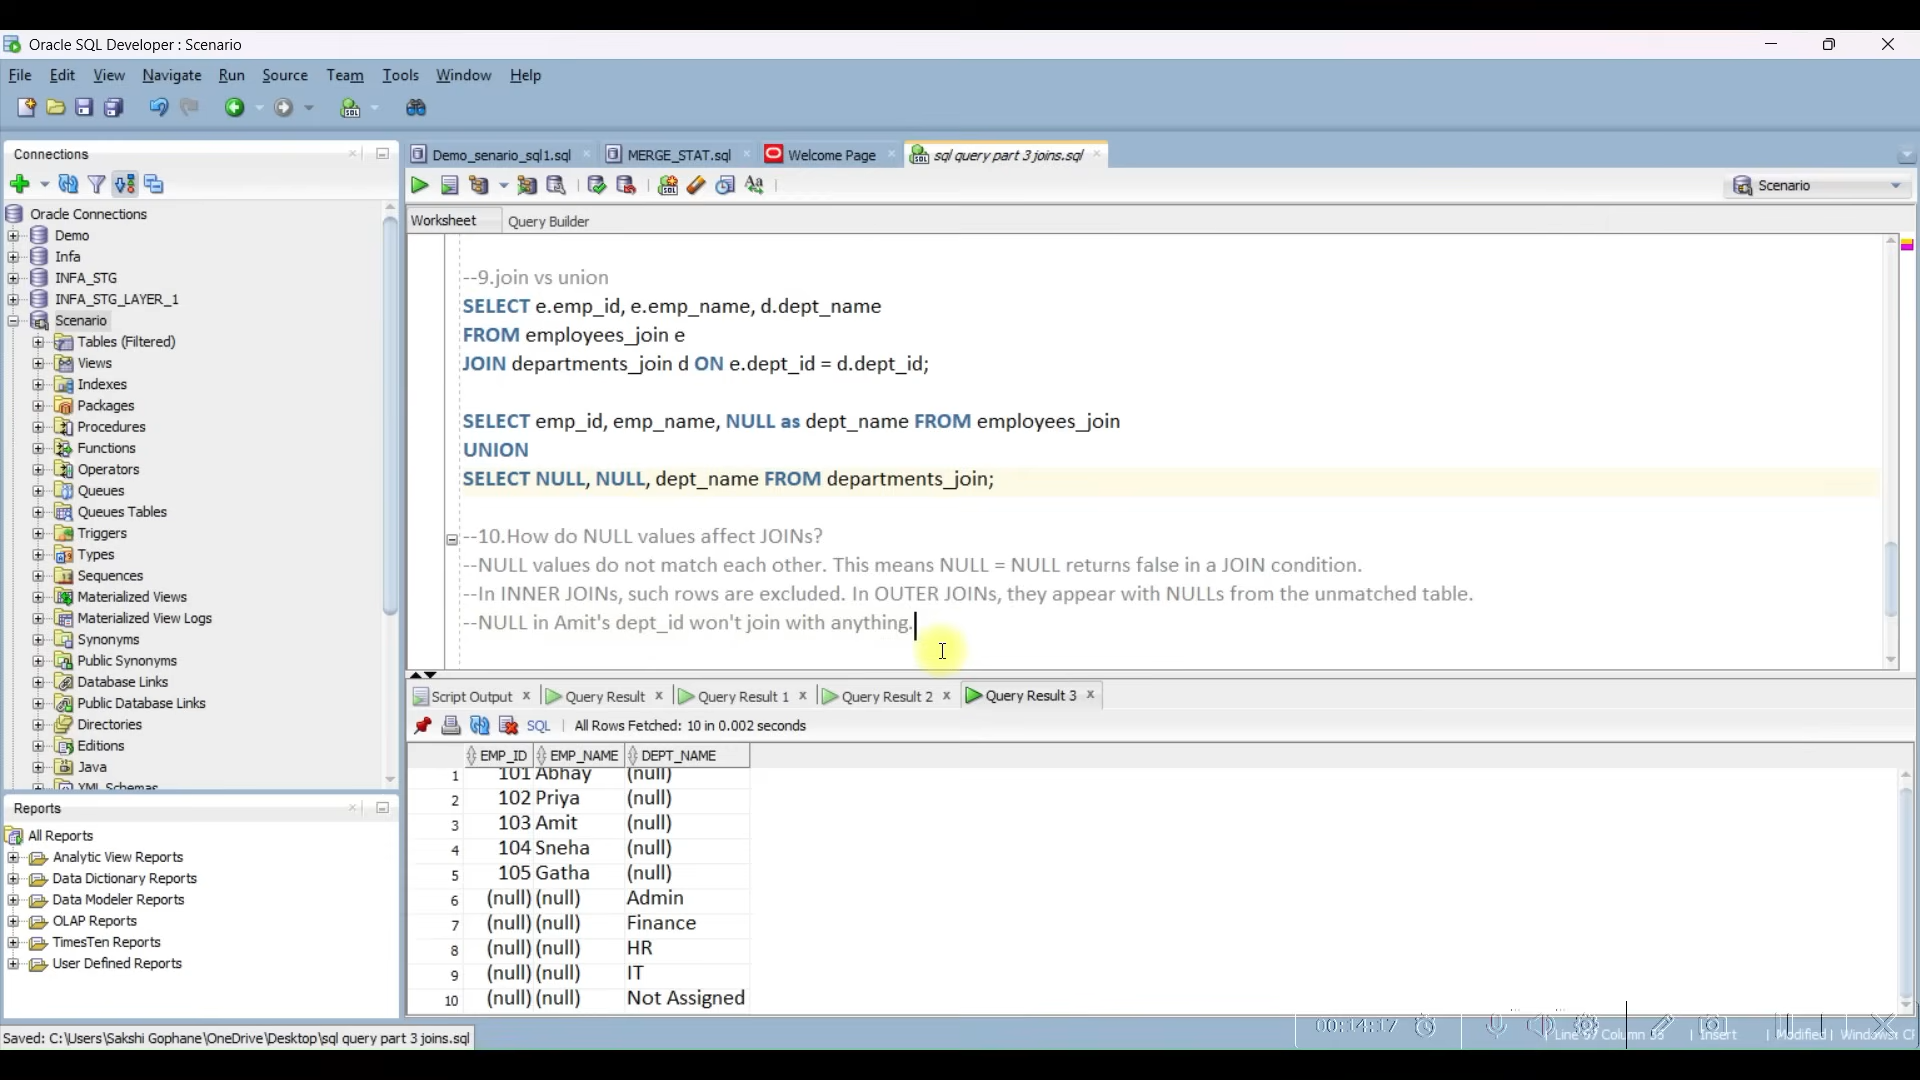 Oracle SQL Developer : Scenario
File Edit View Navigate Run Source Team Tools Window Help
Connections
Oracle Connections
Demo
Infa
INFA_STG
INFA_STG_LAYER_1
Scenario
Tables (Filtered)
Views
Indexes
Packages
Procedures
Functions
Operators
Queues
Queues Tables
Triggers
Types
Sequences
Materialized Views
Materialized View Logs
Synonyms
Public Synonyms
Database Links
Public Database Links
Directories
Editions
Java
XML Schemas
Reports
All Reports
Analytic View Reports
Data Dictionary Reports
Data Modeler Reports
OLAP Reports
TimesTen Reports
User Defined Reports
Demo_senario_sql1.sql MERGE_STAT.sql Welcome Page sql query part 3 joins.sql
Scenario
Worksheet Query Builder
--9.join vs union
SELECT e.emp_id, e.emp_name, d.dept_name
FROM employees_join e
JOIN departments_join d ON e.dept_id = d.dept_id;
SELECT emp_id, emp_name, NULL as dept_name FROM employees_join
UNION
SELECT NULL, NULL, dept_name FROM departments_join;
--10.How do NULL values affect JOINs?
--NULL values do not match each other. This means NULL = NULL returns false in a JOIN condition.
--In INNER JOINs, such rows are excluded. In OUTER JOINs, they appear with NULLs from the unmatched table.
--NULL in Amit's dept_id won't join with anything.
Script Output Query Result Query Result 1 Query Result 2 Query Result 3
SQL All Rows Fetched: 10 in 0.002 seconds
EMP_ID EMP_NAME DEPT_NAME
1 101 Abhay (null)
2 102 Priya (null)
3 103 Amit (null)
4 104 Sneha (null)
5 105 Gatha (null)
6 (null) (null) Admin
7 (null) (null) Finance
8 (null) (null) HR
9 (null) (null) IT
10 (null) (null) Not Assigned
Saved: C:\Users\Sakshi Gophane\OneDrive\Desktop\sql query part 3 joins.sql
00:14:17
Insert Modified